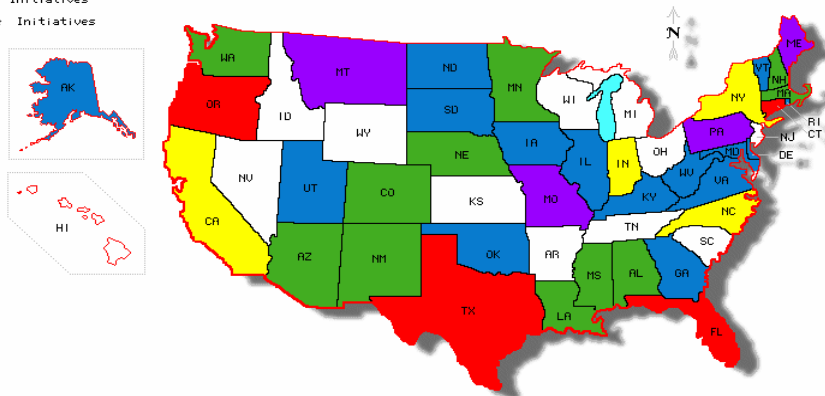 Initiatives
Initiatives
N
AK
HI
WA
OR
CA
ID
NV
MT
WY
UT
AZ
CO
NM
ND
SD
NE
KS
OK
TX
MN
IA
MO
AR
LA
WI
IL
MI
IN
OH
KY
TN
MS
AL
GA
FL
SC
NC
VA
WV
MD
PA
NY
VT
NH
MA
ME
RI
CT
NJ
DE